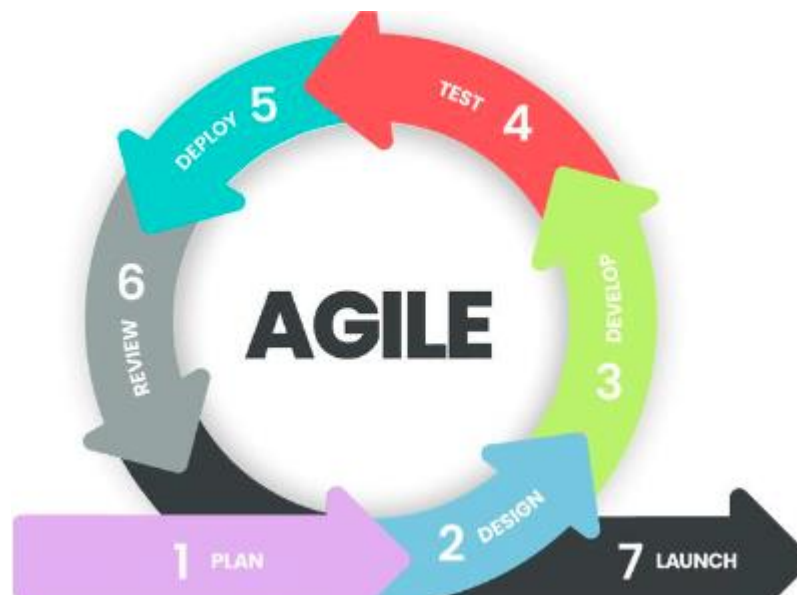 AGILE
1 PLAN
2 DESIGN
3 DEVELOP
4 TEST
5 DEPLOY
6 REVIEW
7 LAUNCH